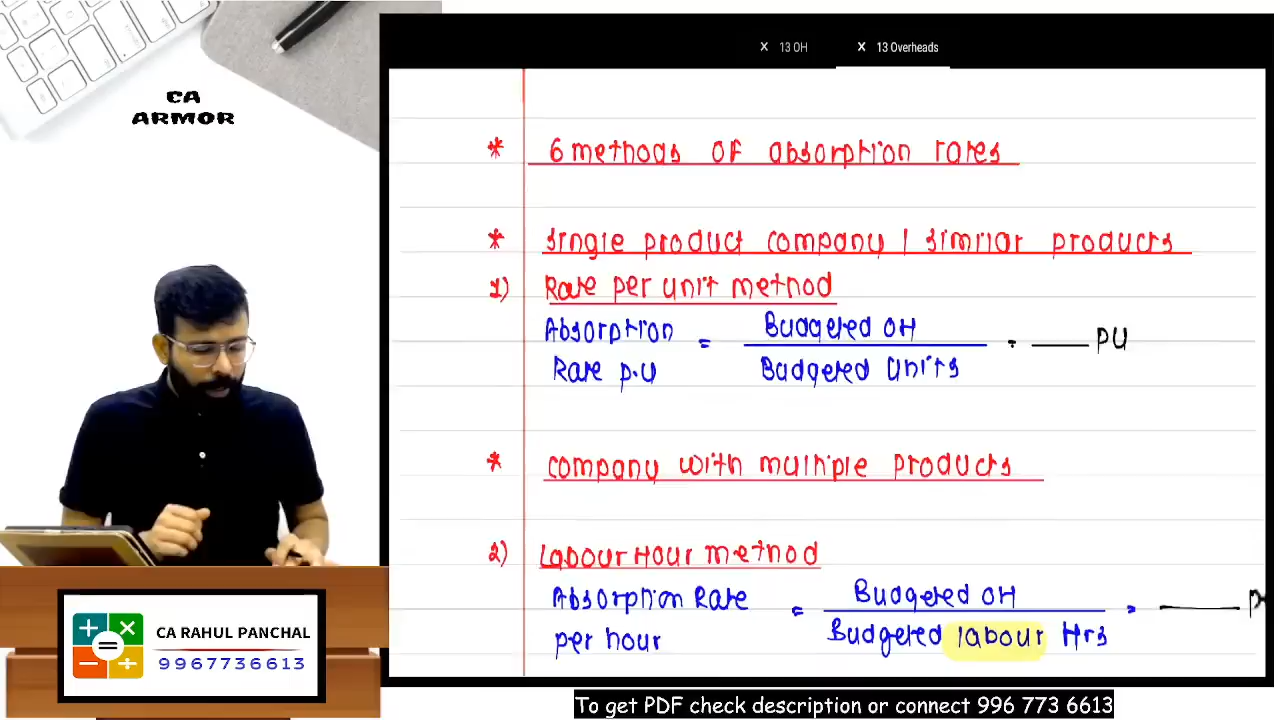 CA
ARMOR
CA RAHUL PANCHAL
9967736613
13 OH
13 Overheads
* 6 methods of absorption rates
* single product company / similar products
1) Rate per unit method
Absorption Rate p.u = Budgeted OH / Budgeted units = ____ PU
* company with multiple products
2) Labour Hour method
Absorption Rate per hour = Budgeted OH / Budgeted labour Hrs = ____
To get PDF check description or connect 996 773 6613